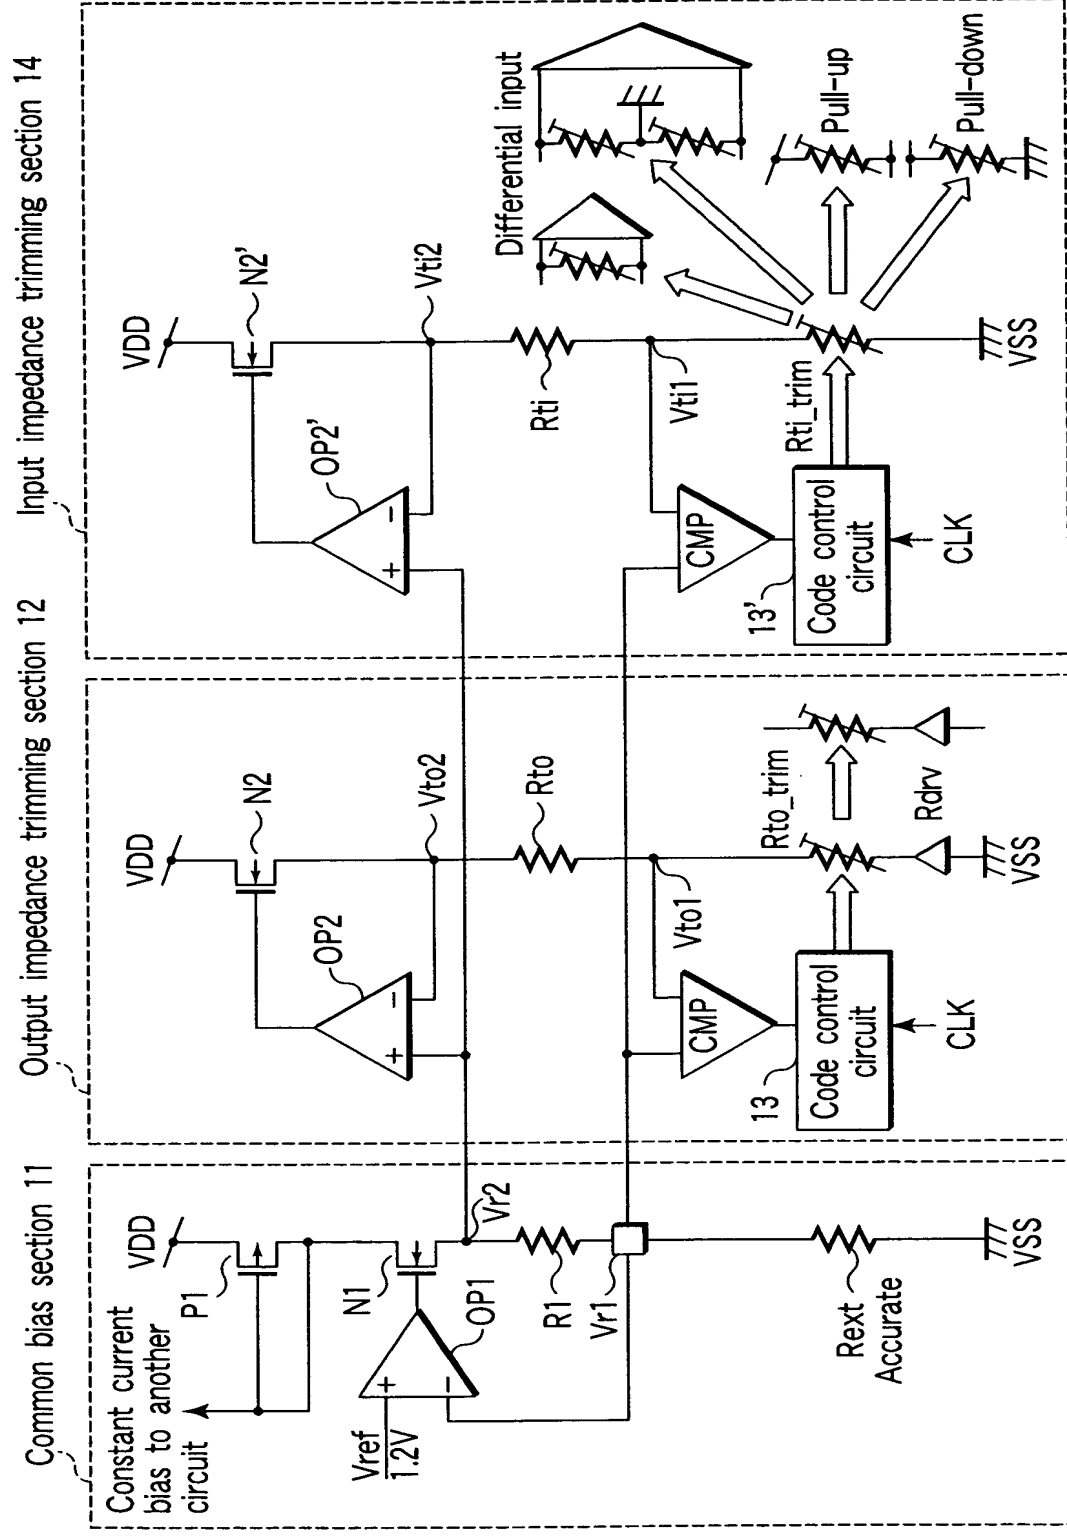 Common bias section 11
Constant current
bias to another
circuit
VDD
P1
N1
Vref
1.2V
+
−
OP1
Vr2
R1
Vr1
Rext
Accurate
VSS
Output impedance trimming section 12
VDD
N2
OP2
+
−
Vto2
Rto
Vto1
CMP
13
Code control
circuit
CLK
Rto_trim
Rdrv
VSS
Input impedance trimming section 14
VDD
N2'
OP2'
+
−
Vti2
Rti
Vti1
CMP
13'
Code control
circuit
CLK
Rti_trim
VSS
Differential input
Pull-up
Pull-down